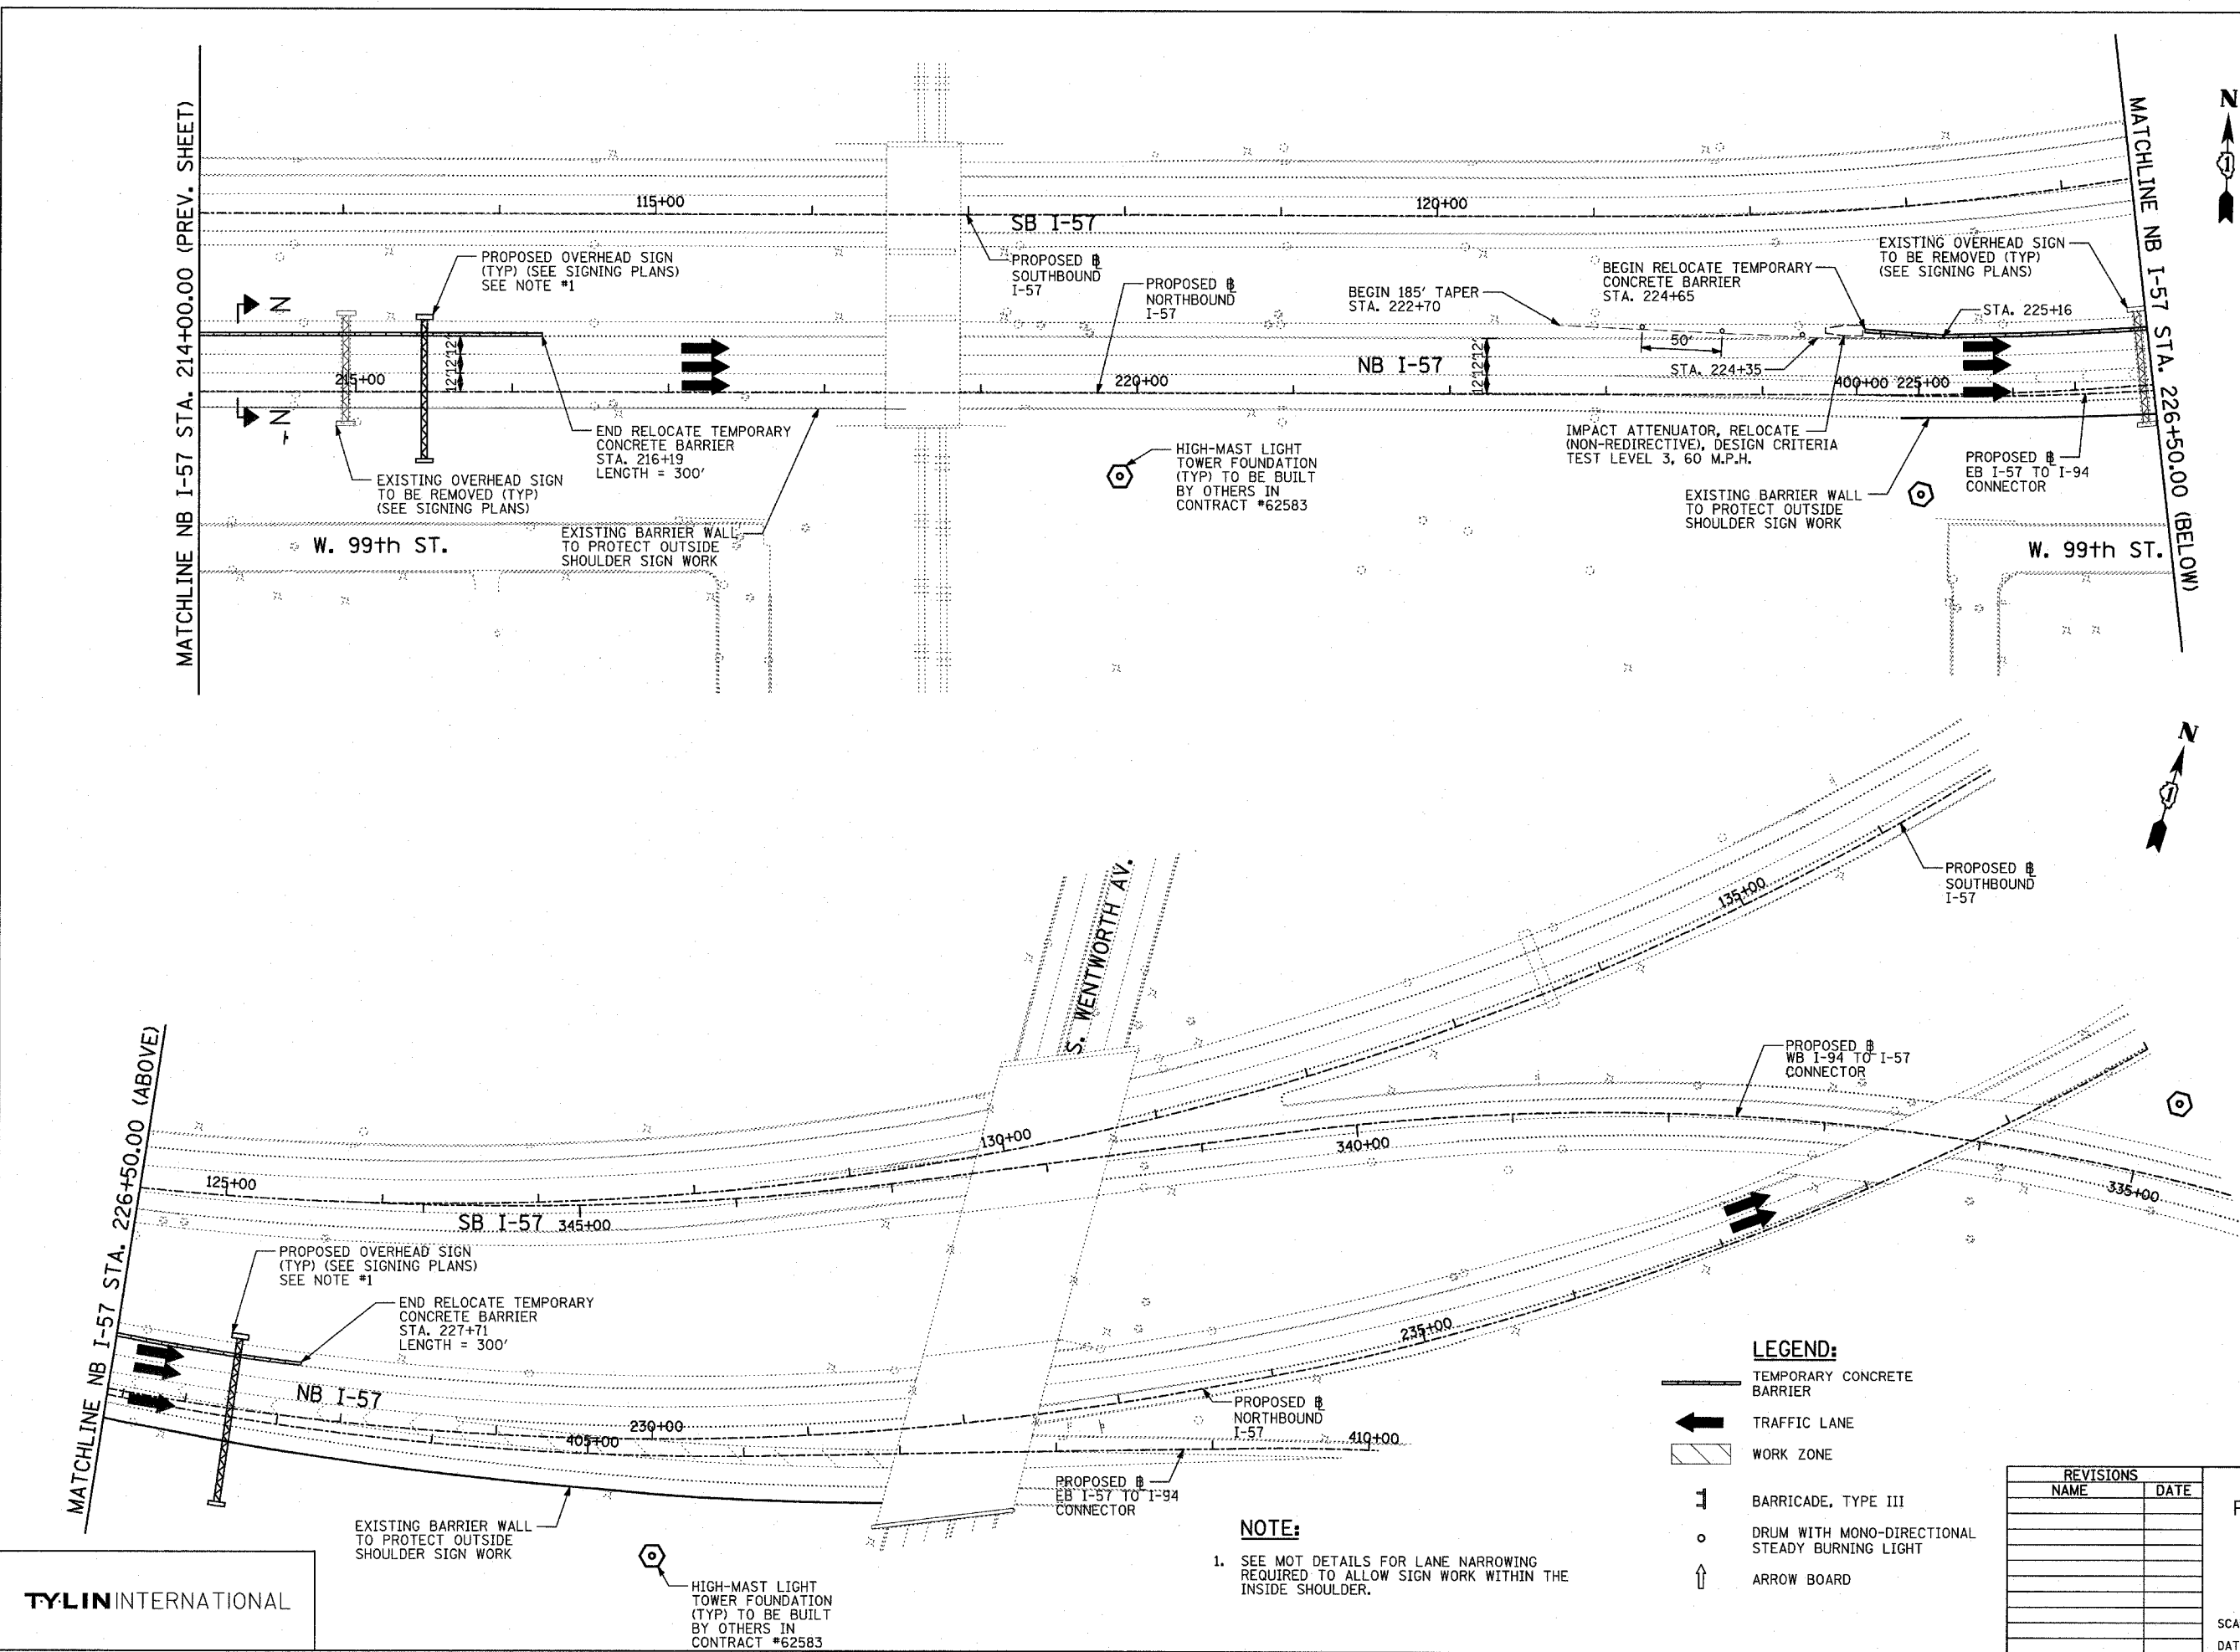 MATCHLINE NB I-57 STA. 214+00.00 (PREV. SHEET)
MATCHLINE NB I-57 STA. 226+50.00 (BELOW)
N
1
115+00
120+00
SB I-57
PROPOSED OVERHEAD SIGN
(TYP) (SEE SIGNING PLANS)
SEE NOTE #1
PROPOSED ℄
SOUTHBOUND
I-57
PROPOSED ℄
NORTHBOUND
I-57
BEGIN 185' TAPER
STA. 222+70
BEGIN RELOCATE TEMPORARY
CONCRETE BARRIER
STA. 224+65
EXISTING OVERHEAD SIGN
TO BE REMOVED (TYP)
(SEE SIGNING PLANS)
STA. 225+16
N
N
12' 12' 12'
50'
12' 12' 12'
NB I-57
STA. 224+35
215+00
220+00
400+00 225+00
END RELOCATE TEMPORARY
CONCRETE BARRIER
STA. 216+19
LENGTH = 300'
EXISTING OVERHEAD SIGN
TO BE REMOVED (TYP)
(SEE SIGNING PLANS)
HIGH-MAST LIGHT
TOWER FOUNDATION
(TYP) TO BE BUILT
BY OTHERS IN
CONTRACT #62583
IMPACT ATTENUATOR, RELOCATE
(NON-REDIRECTIVE), DESIGN CRITERIA
TEST LEVEL 3, 60 M.P.H.
PROPOSED ℄
EB I-57 TO I-94
CONNECTOR
EXISTING BARRIER WALL
TO PROTECT OUTSIDE
SHOULDER SIGN WORK
EXISTING BARRIER WALL
TO PROTECT OUTSIDE
SHOULDER SIGN WORK
W. 99th ST.
W. 99th ST.
N
1
MATCHLINE NB I-57 STA. 226+50.00 (ABOVE)
S. WENTWORTH AV.
135+00
PROPOSED ℄
SOUTHBOUND
I-57
PROPOSED ℄
WB I-94 TO I-57
CONNECTOR
125+00
130+00
340+00
335+00
SB I-57
345+00
PROPOSED OVERHEAD SIGN
(TYP) (SEE SIGNING PLANS)
SEE NOTE #1
END RELOCATE TEMPORARY
CONCRETE BARRIER
STA. 227+71
LENGTH = 300'
NB I-57
230+00
405+00
235+00
410+00
PROPOSED ℄
NORTHBOUND
I-57
PROPOSED ℄
EB I-57 TO I-94
CONNECTOR
EXISTING BARRIER WALL
TO PROTECT OUTSIDE
SHOULDER SIGN WORK
HIGH-MAST LIGHT
TOWER FOUNDATION
(TYP) TO BE BUILT
BY OTHERS IN
CONTRACT #62583
NOTE:
1. SEE MOT DETAILS FOR LANE NARROWING
REQUIRED TO ALLOW SIGN WORK WITHIN THE
INSIDE SHOULDER.
LEGEND:
TEMPORARY CONCRETE
BARRIER
TRAFFIC LANE
WORK ZONE
BARRICADE, TYPE III
DRUM WITH MONO-DIRECTIONAL
STEADY BURNING LIGHT
ARROW BOARD
REVISIONS
NAME DATE
TYLIN INTERNATIONAL